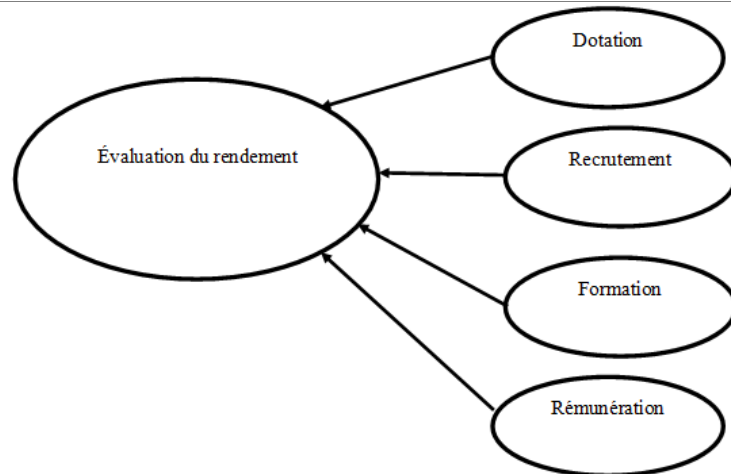 Dotation
Évaluation du rendement
Recrutement
Formation
Rémunération